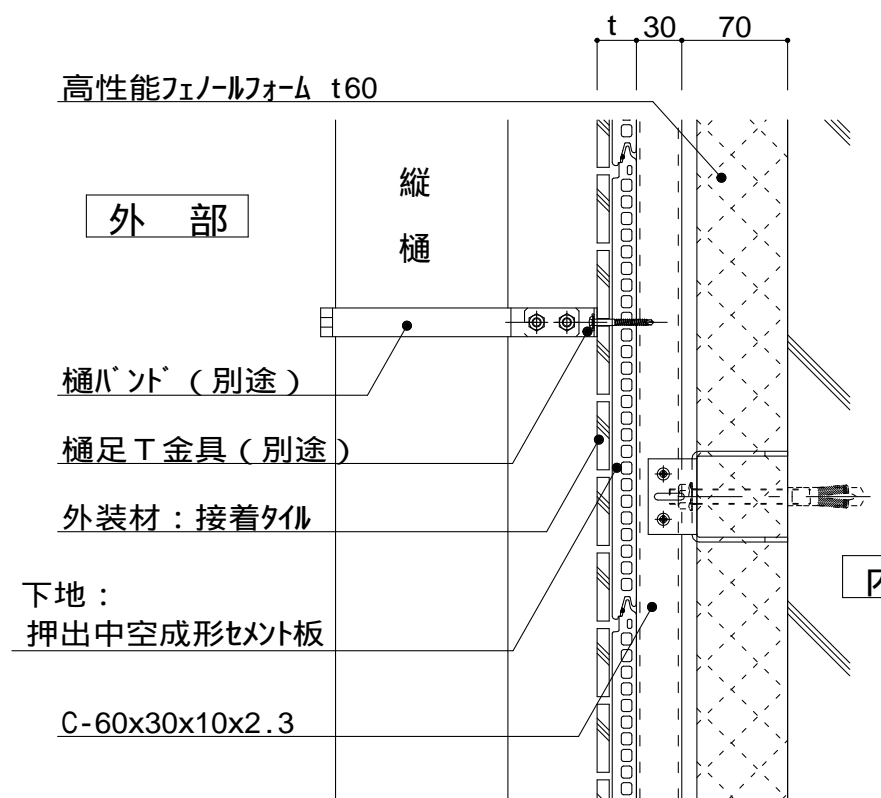 t 30 70
高性能フェノールフォーム t60
縦
樋
外 部
樋バンド(別途)
樋足T金具(別途)
外装材:接着タイル
下地:
押出中空成形セメント板
C-60x30x10x2.3